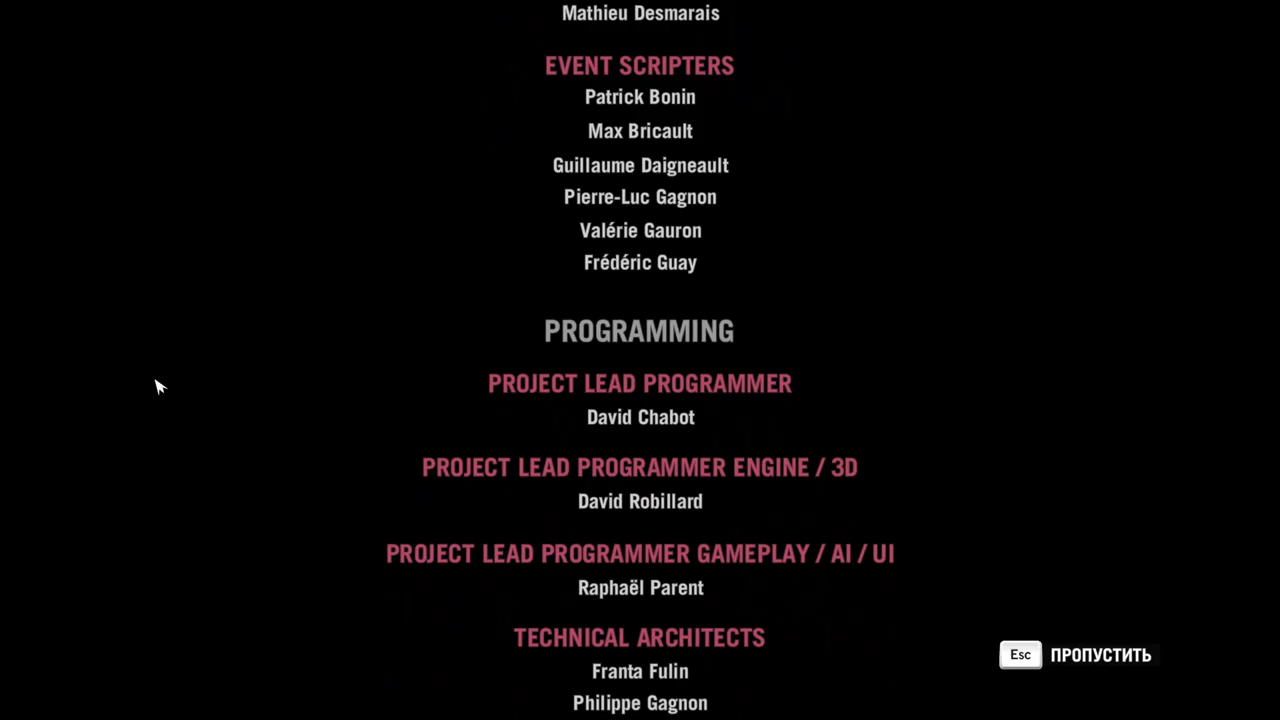 Mathieu Desmarais
EVENT SCRIPTERS
Patrick Bonin
Max Bricault
Guillaume Daigneault
Pierre-Luc Gagnon
Valérie Gauron
Frédéric Guay
PROGRAMMING
PROJECT LEAD PROGRAMMER
David Chabot
PROJECT LEAD PROGRAMMER ENGINE / 3D
David Robillard
PROJECT LEAD PROGRAMMER GAMEPLAY / AI / UI
Raphaël Parent
TECHNICAL ARCHITECTS
Franta Fulin
Philippe Gagnon
Esc ПРОПУСТИТЬ